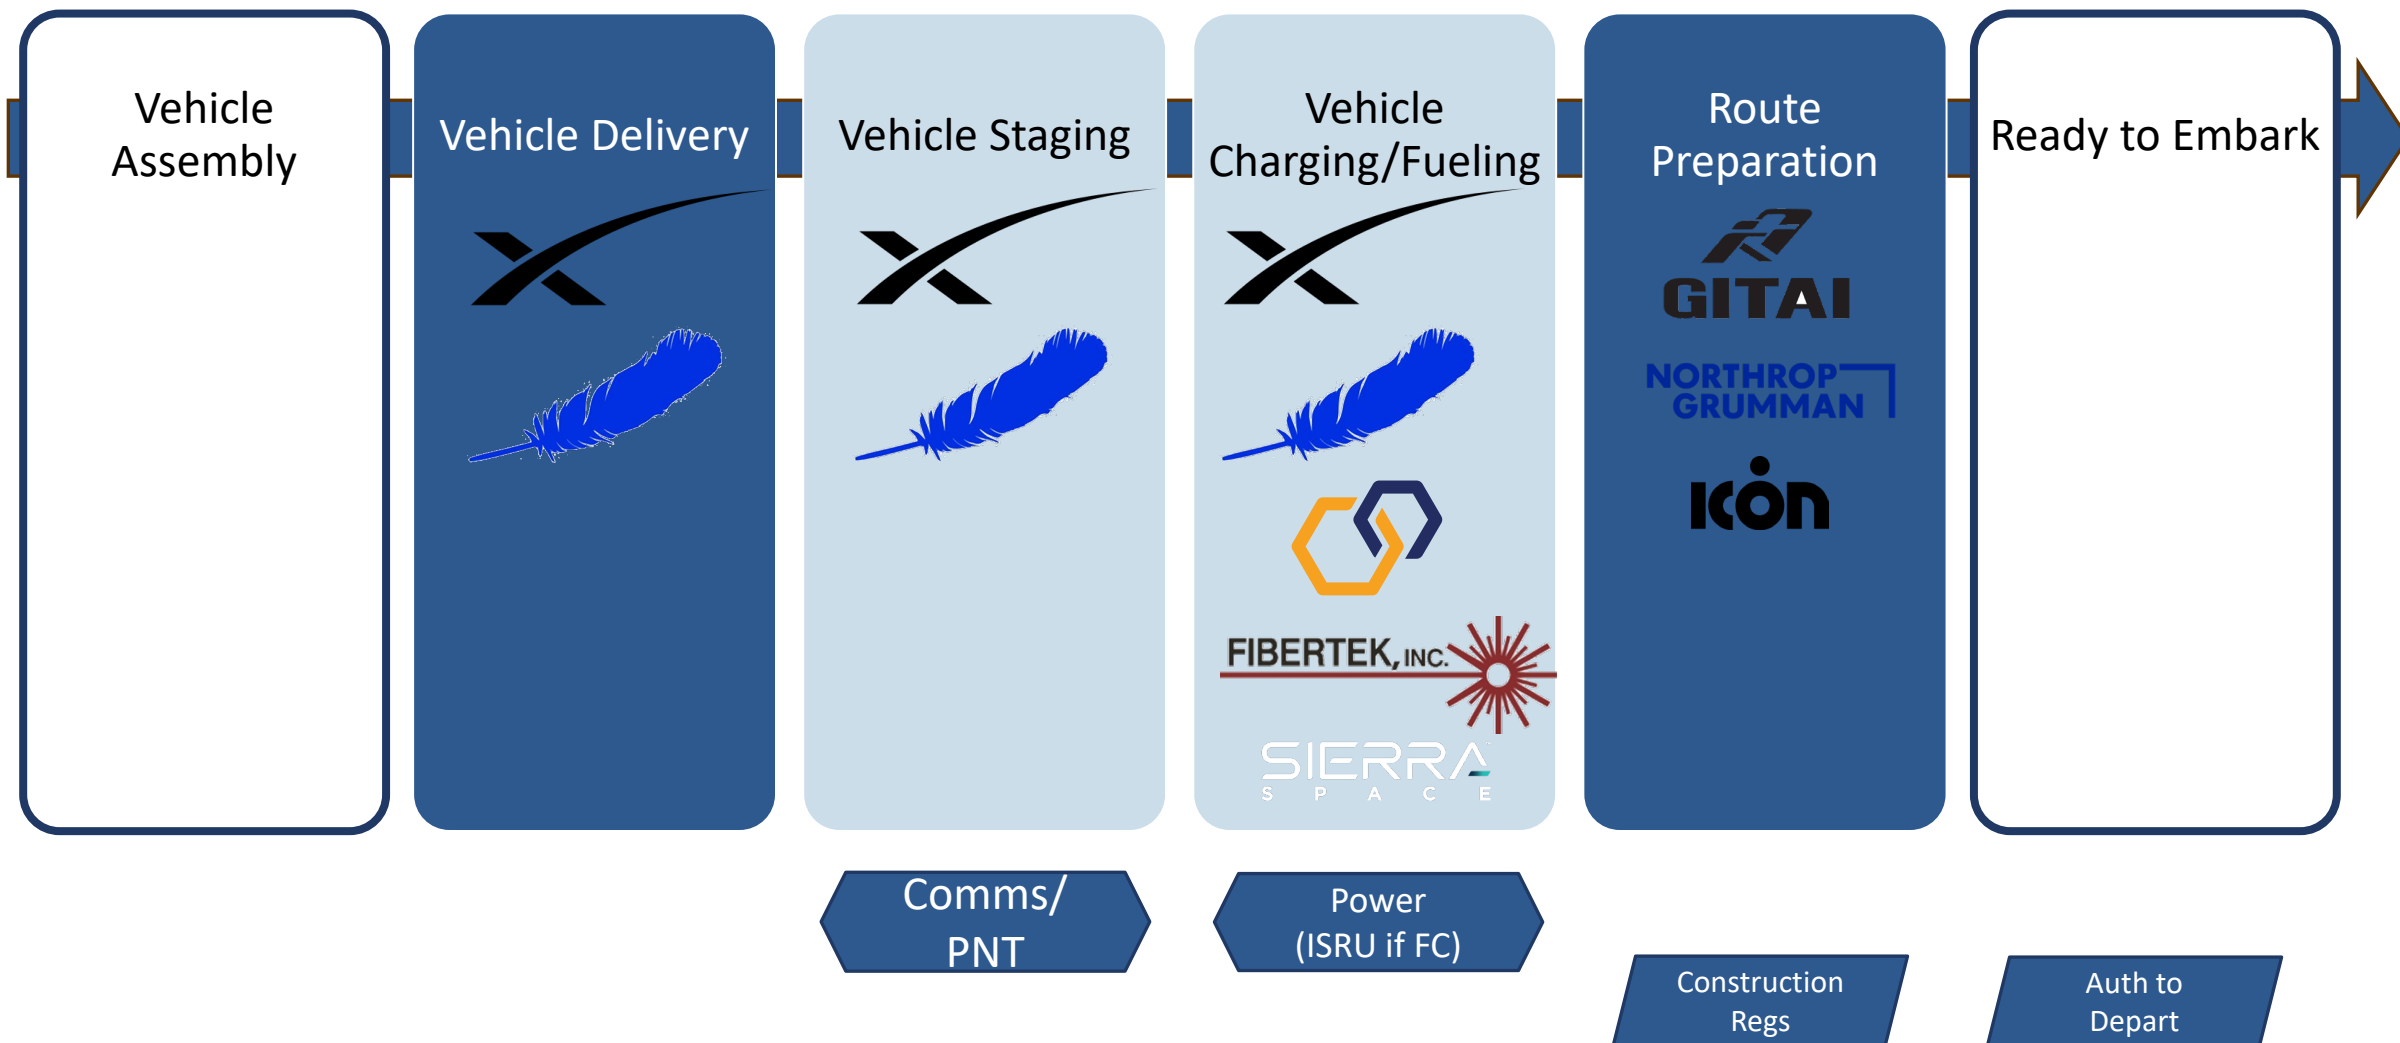 Vehicle
Assembly
Vehicle Delivery
Vehicle Staging
Vehicle
Charging/Fueling
FIBERTEK, INC.
SIERRA
SPACE
Route
Preparation
GITAI
NORTHROP
GRUMMAN
ICON
Ready to Embark
Comms/
PNT
Power
(ISRU if FC)
Construction
Regs
Auth to
Depart